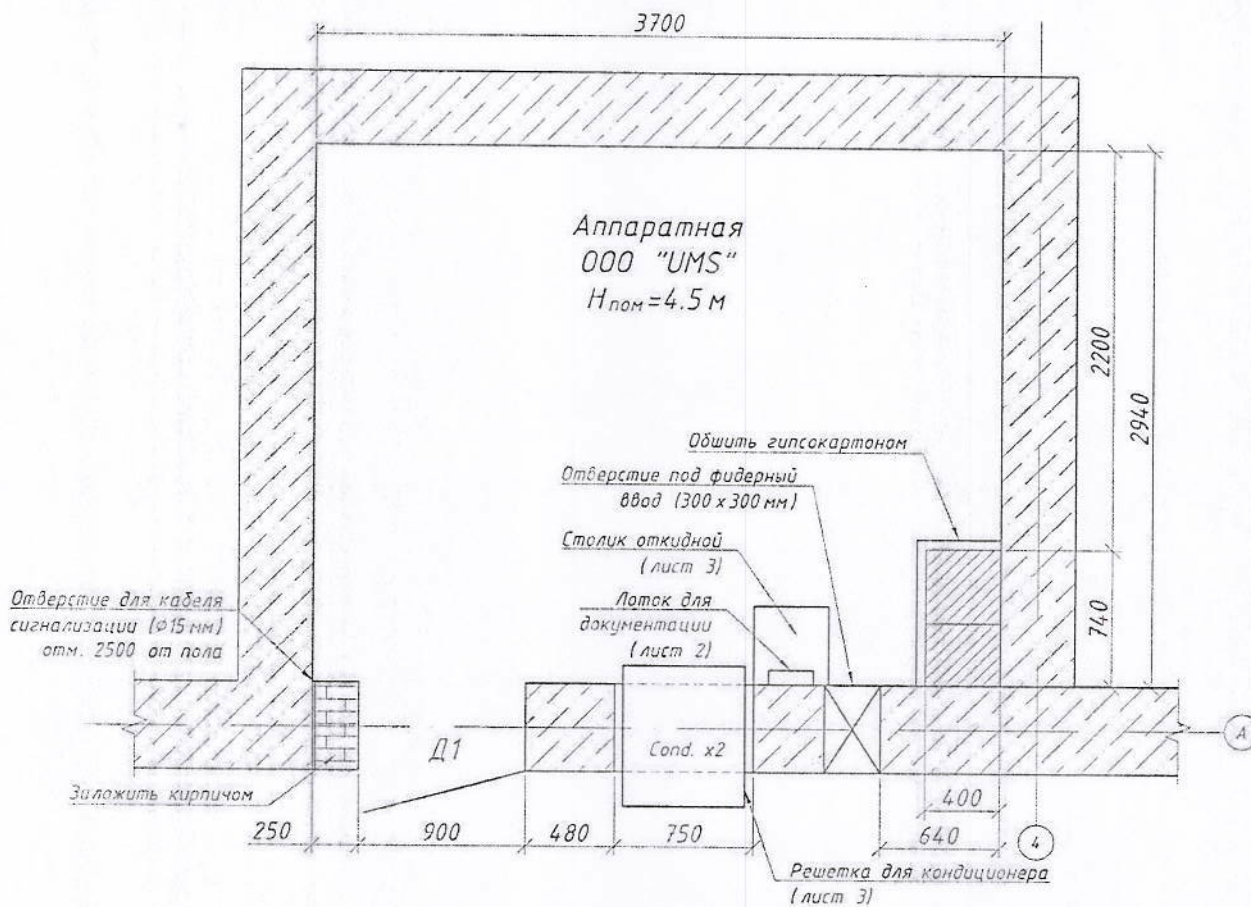 3700
Аппаратная
ООО "UMS"
Hпом=4.5 м
2200
2940
Обшить гипсокартоном
Отверстие под фидерный
ввод (300 x 300 мм)
Столик откидной
(лист 3)
Лоток для
документации
(лист 2)
740
Отверстие для кабеля
сигнализации (ϕ15 мм)
отм. 2500 от пола
Д1
Cond. x2
А
Заложить кирпичом
400
250
900
480
750
640
4
Решетка для кондиционера
(лист 3)